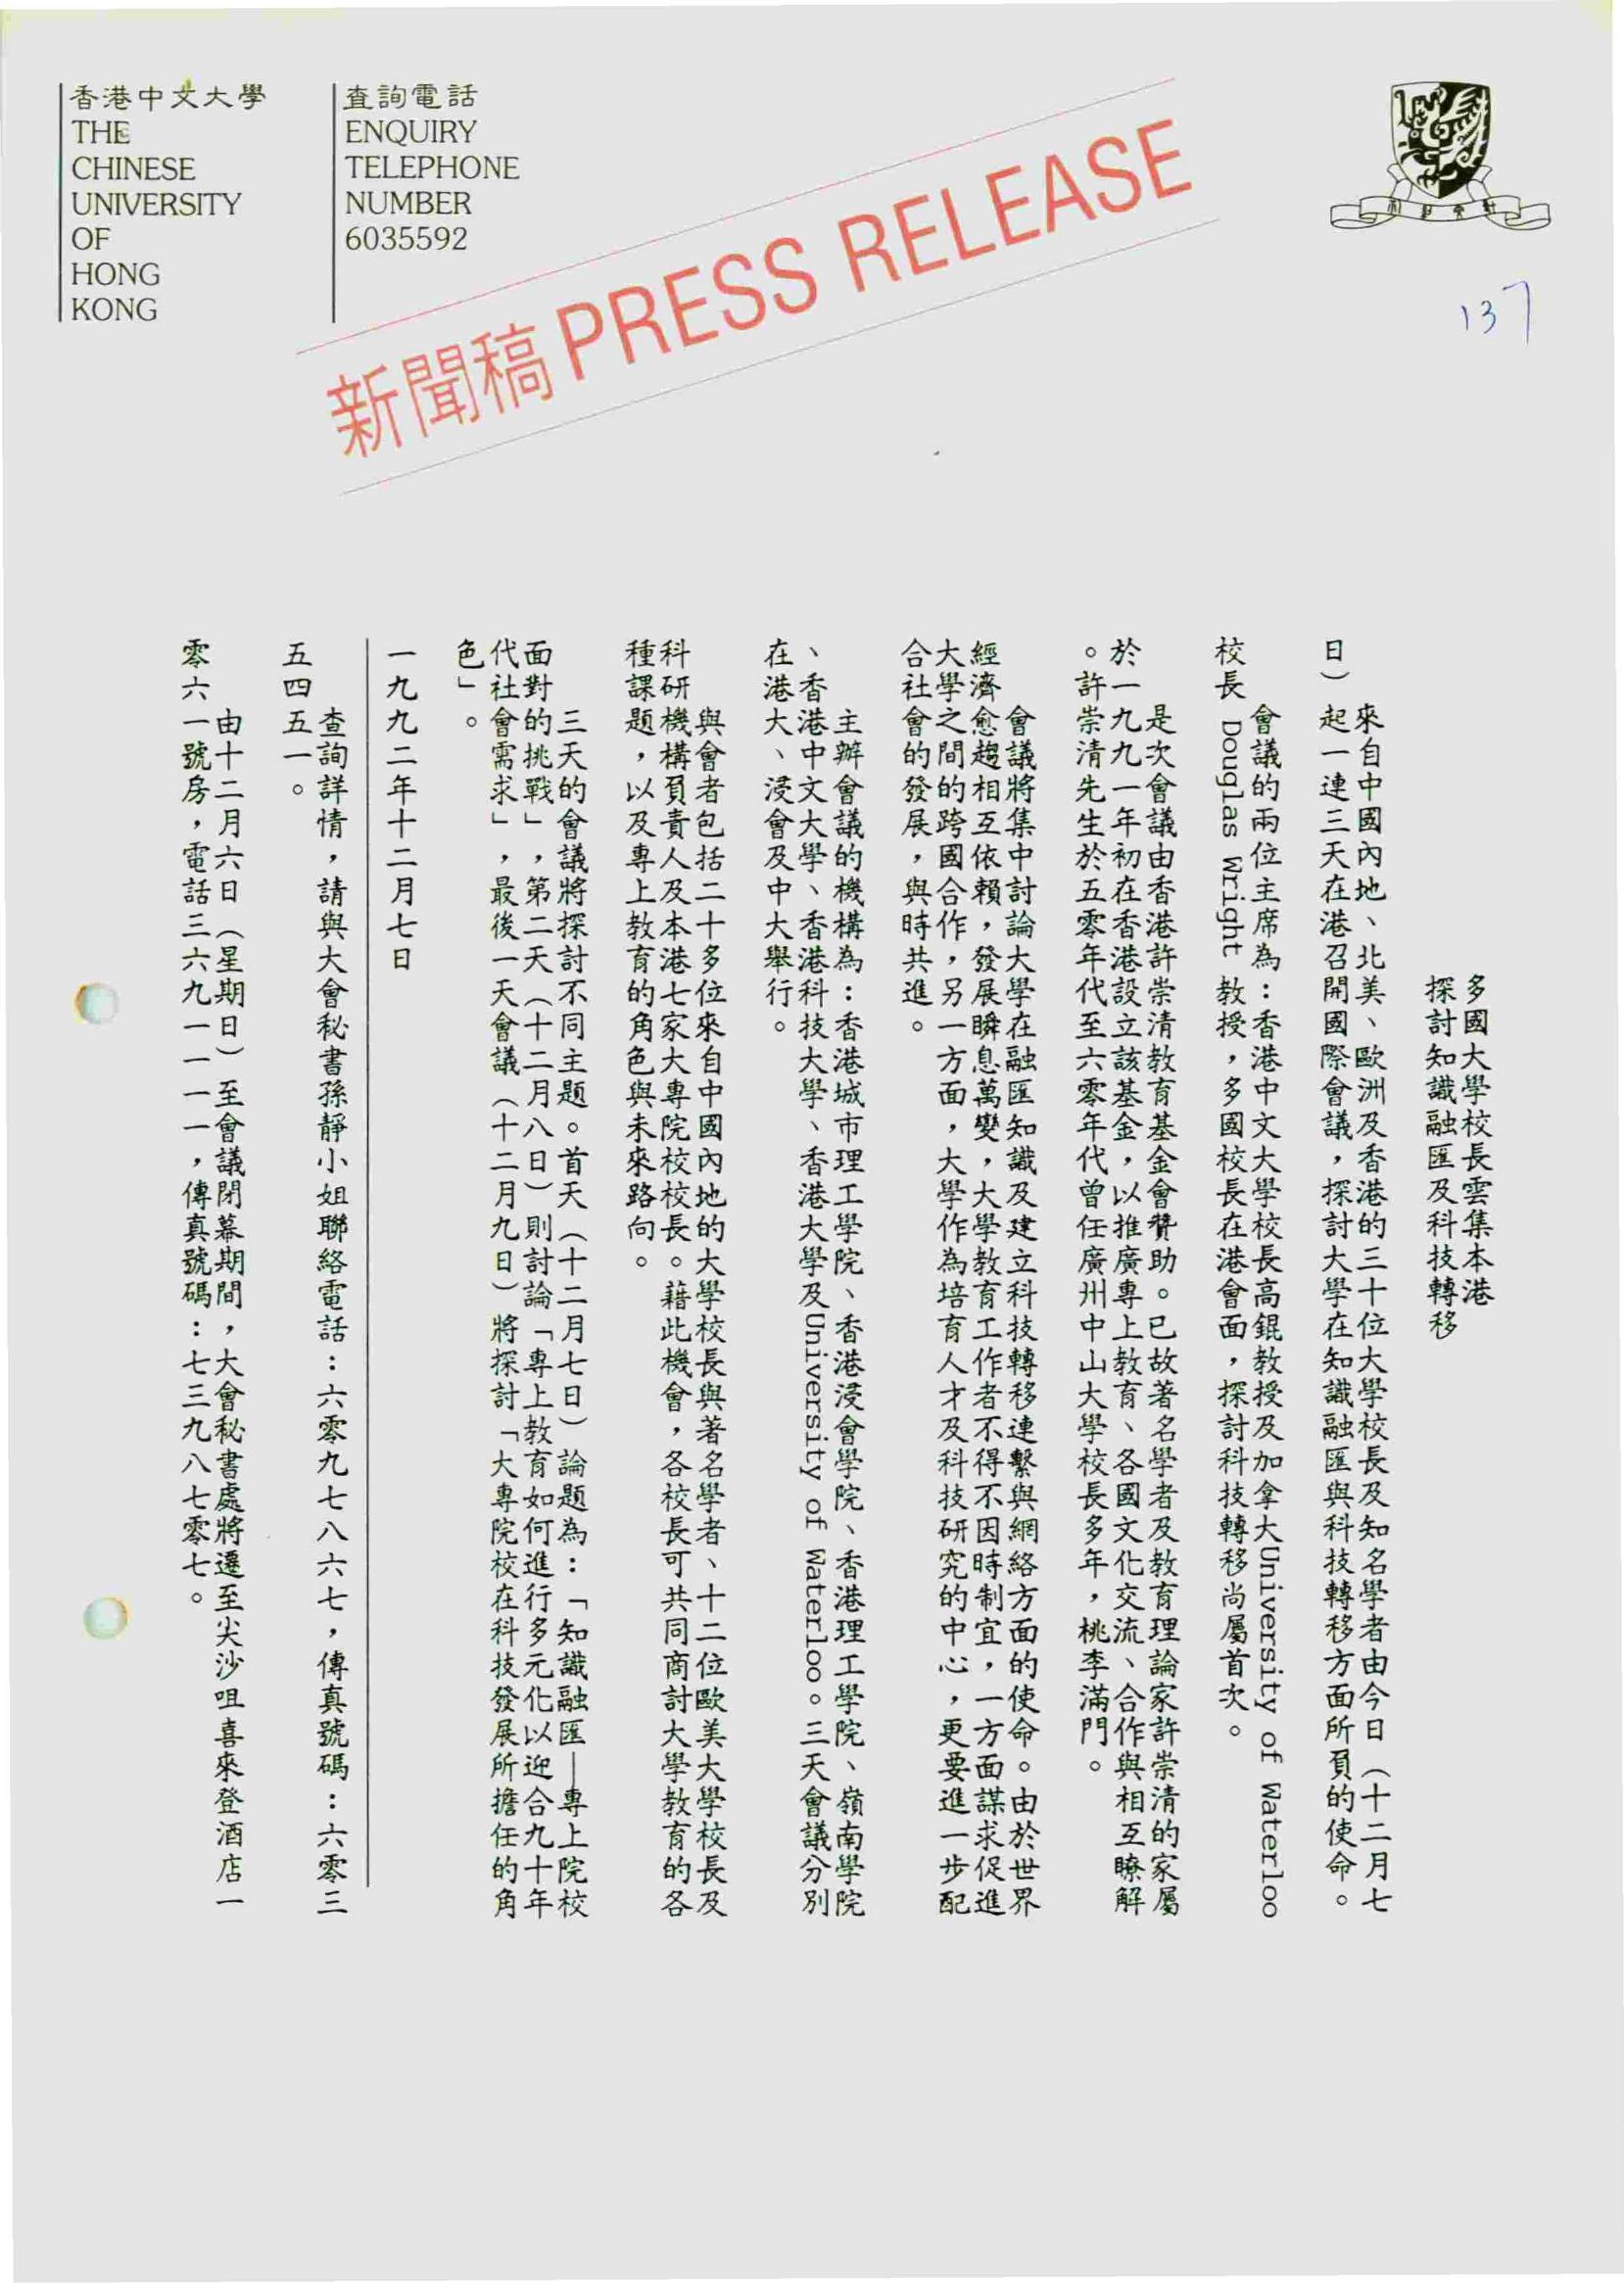 香港中文大學
THE
CHINESE
UNIVERSITY
OF
HONG
KONG
查詢電話
ENQUIRY
TELEPHONE
NUMBER
6035592
新聞稿 PRESS RELEASE
137
多國大學校長雲集本港
探討知識融匯及科技轉移
來自中國內地、北美、歐洲及香港的三十位大學校長及知名學者由今日（十二月七
日）起一連三天在港召開國際會議，探討大學在知識融匯與科技轉移方面所負的使命。
會議的兩位主席為：香港中文大學校長高錕教授及加拿大University of Waterloo
校長 Douglas Wright 教授，多國校長在港會面，探討科技轉移尚屬首次。
是次會議由香港許崇清教育基金會贊助。已故著名學者及教育理論家許崇清的家屬
於一九九一年初在香港設立該基金，以推廣專上教育、各國文化交流、合作與相互瞭解
。許崇清先生於五零年代至六零年代曾任廣州中山大學校長多年，桃李滿門。
會議將集中討論大學在融匯知識及建立科技轉移連繫與網絡方面的使命。由於世界
經濟愈趨相互依賴，發展瞬息萬變，大學教育工作者不得不因時制宜，一方面謀求促進
大學之間的跨國合作，另一方面，大學作為培育人才及科技研究的中心，更要進一步配
合社會的發展，與時共進。
主辦會議的機構為：香港城市理工學院、香港浸會學院、香港理工學院、嶺南學院
、香港中文大學、香港科技大學、香港大學及University of Waterloo。三天會議分別
在港大、浸會及中大舉行。
與會者包括二十多位來自中國內地的大學校長與著名學者、十二位歐美大學校長及
科研機構負責人及本港七家大專院校校長。藉此機會，各校長可共同商討大學教育的各
種課題，以及專上教育的角色與未來路向。
三天的會議將探討不同主題。首天（十二月七日）論題為：「知識融匯—專上院校
面對的挑戰」，第二天（十二月八日）則討論「專上教育如何進行多元化以迎合九十年
代社會需求」，最後一天會議（十二月九日）將探討「大專院校在科技發展所擔任的角
色」。
一九九二年十二月七日
查詢詳情，請與大會秘書孫靜小姐聯絡電話：六零九七八六七，傳真號碼：六零三
五四五一。
由十二月六日（星期日）至會議閉幕期間，大會秘書處將遷至尖沙咀喜來登酒店一
零六一號房，電話三六九一一一一，傳真號碼：七三九八七零七。